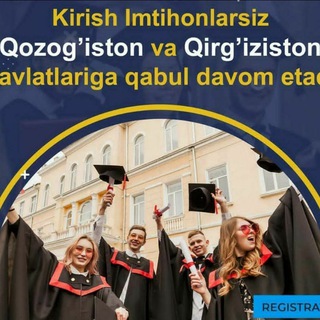 Kirish Imtihonlarsiz
Qozog'iston va Qirg'iziston
avlatlariga qabul davom etad
REGISTRA